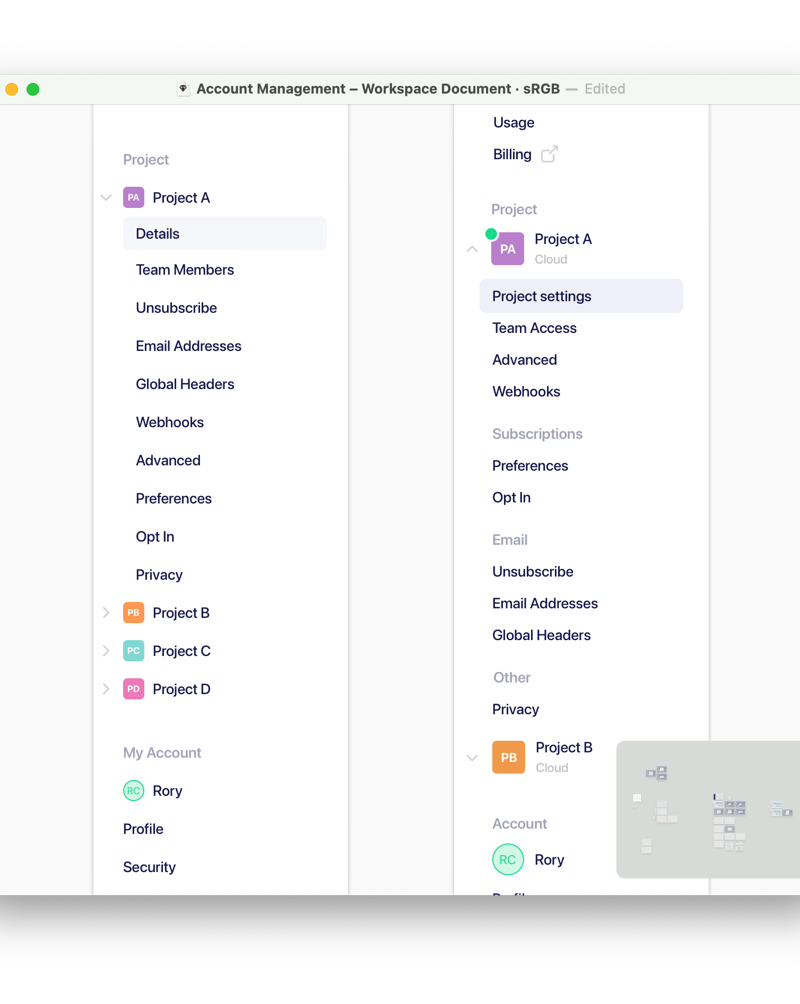 Account Management – Workspace Document · sRGB — Edited
Project
PA Project A
Details
Team Members
Unsubscribe
Email Addresses
Global Headers
Webhooks
Advanced
Preferences
Opt In
Privacy
PB Project B
PC Project C
PD Project D
My Account
RC Rory
Profile
Security
Usage
Billing
Project
PA Project A
Cloud
Project settings
Team Access
Advanced
Webhooks
Subscriptions
Preferences
Opt In
Email
Unsubscribe
Email Addresses
Global Headers
Other
Privacy
PB Project B
Cloud
Account
RC Rory